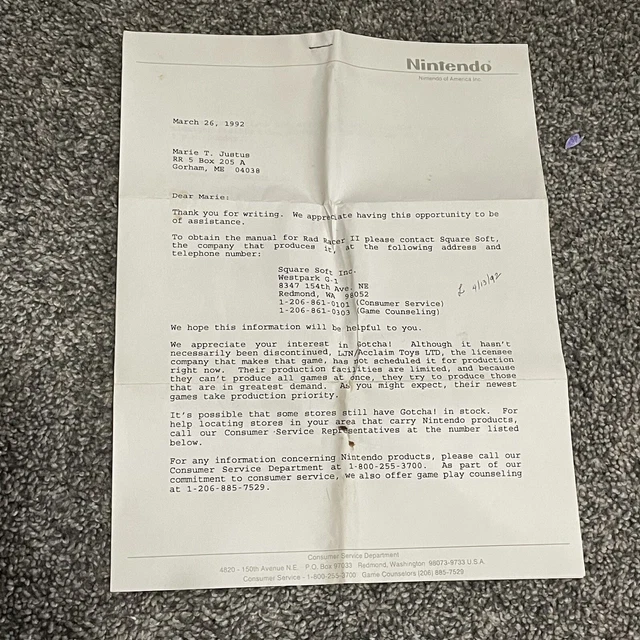 Nintendo®
Nintendo of America Inc.
March 26, 1992
Marie T. Justus
RR 5 Box 205 A
Gorham, ME 04038
Dear Marie:
Thank you for writing. We appreciate having this opportunity to be
of assistance.
To obtain the manual for Rad Racer II please contact Square Soft,
the company that produces it, at the following address and
telephone number:
Square Soft Inc.
Westpark G-1
8347 154th Ave. NE
Redmond, WA 98052
1-206-861-0101 (Consumer Service)
1-206-861-0303 (Game Counseling)
4/13/92
We hope this information will be helpful to you.
We appreciate your interest in Gotcha! Although it hasn't
necessarily been discontinued, LJN/Acclaim Toys LTD, the licensee
company that makes that game, has not scheduled it for production
right now. Their production facilities are limited, and because
they can't produce all games at once, they try to produce those
that are in greatest demand. As you might expect, their newest
games take production priority.
It's possible that some stores still have Gotcha! in stock. For
help locating stores in your area that carry Nintendo products,
call our Consumer Service Representatives at the number listed
below.
For any information concerning Nintendo products, please call our
Consumer Service Department at 1-800-255-3700. As part of our
commitment to consumer service, we also offer game play counseling
at 1-206-885-7529.
Consumer Service Department
4820 - 150th Avenue N.E. P.O. Box 97033 Redmond, Washington 98073-9733 U.S.A.
Consumer Service - 1-800-255-3700 Game Counselors (206) 885-7529